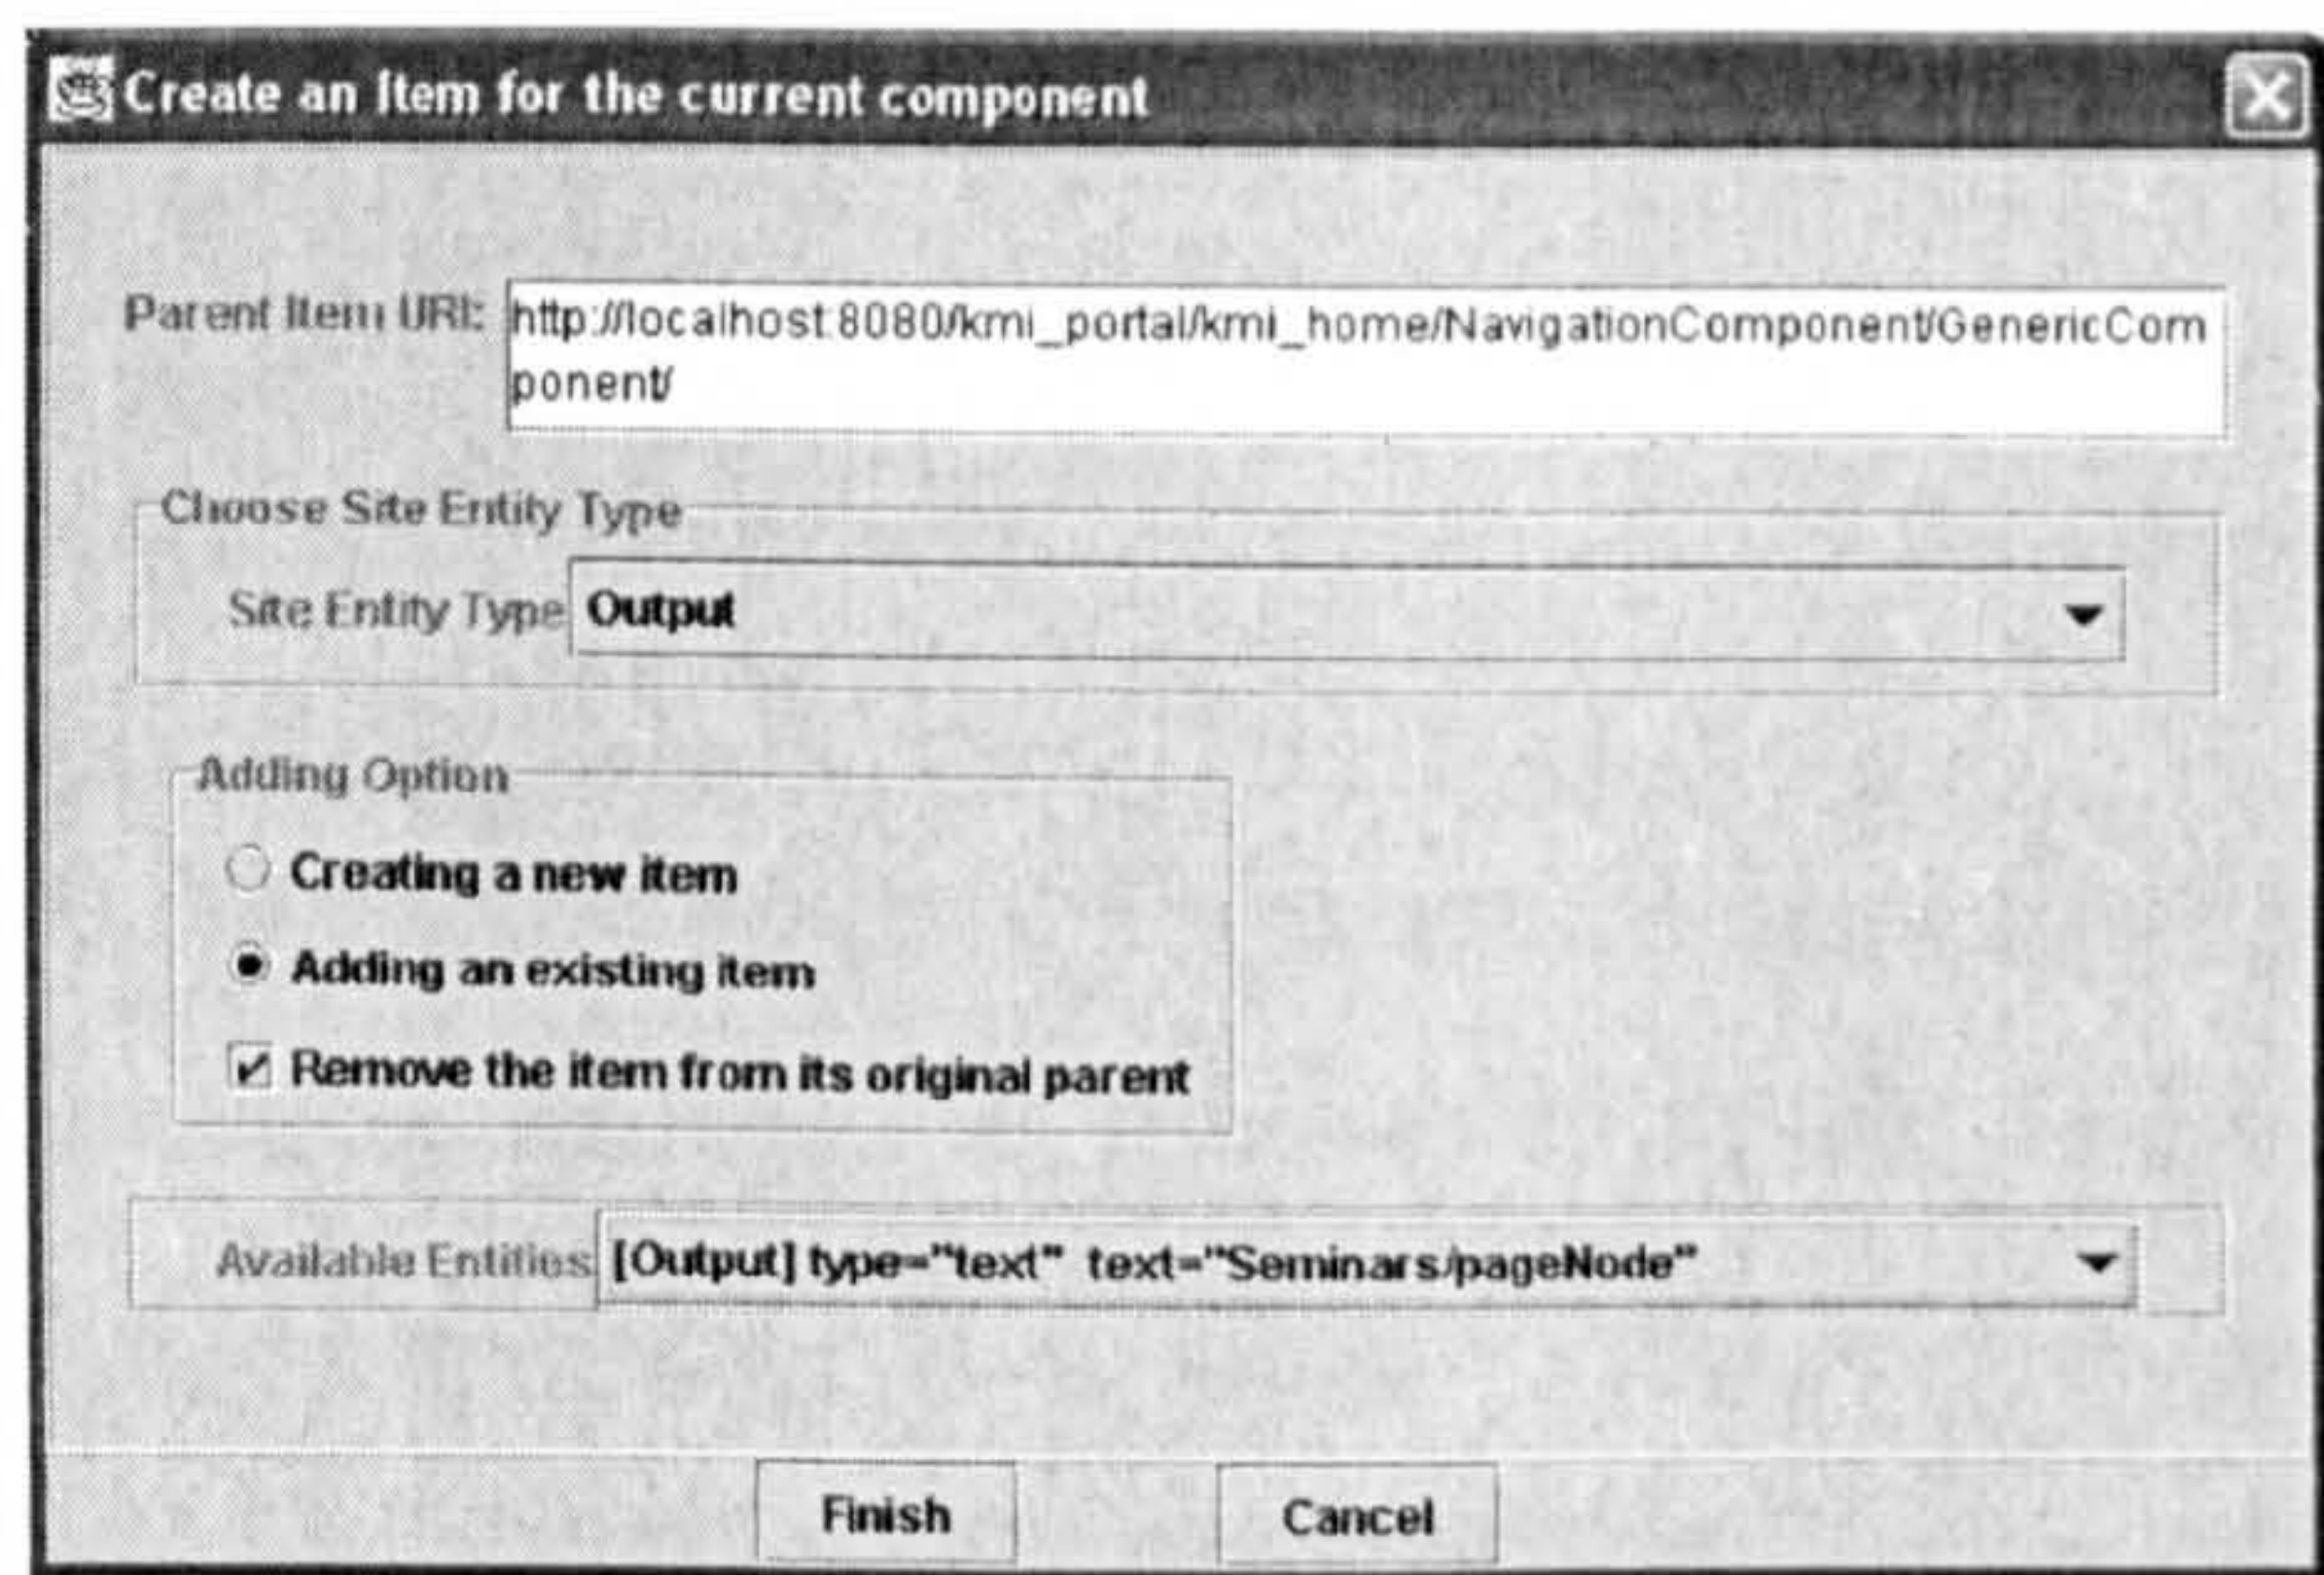 Create an Item for the current component
Parent Item URI: http://localhost:8080/kmi_portal/kmi_home/NavigationComponent/GenericCom
ponent/
Choose Site Entity Type
Site Entity Type Output
Adding Option
Creating a new item
Adding an existing item
Remove the item from its original parent
Available Entities [Output] type="text" text="Seminars/pageNode"
Finish Cancel